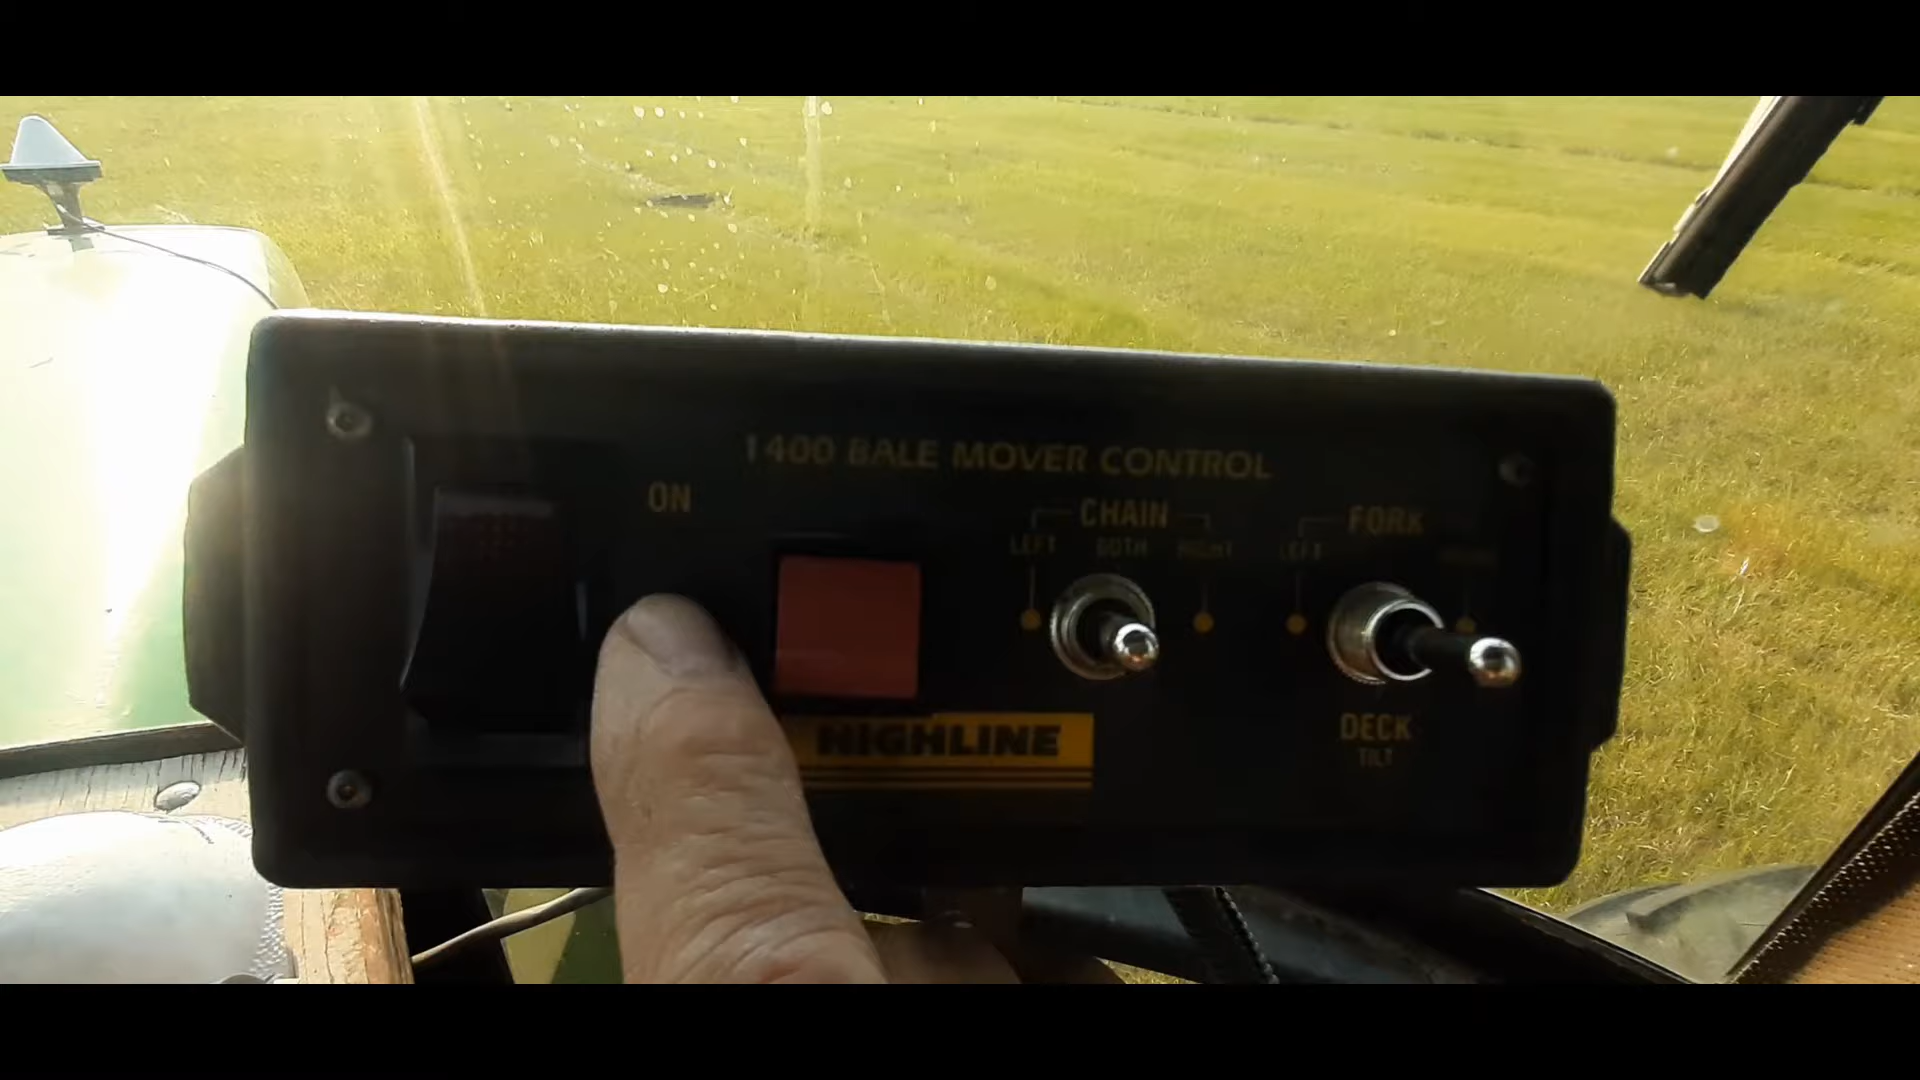 1400 BALE MOVER CONTROL
ON
CHAIN
LEFT BOTH RIGHT
FORK
LEFT
HIGHLINE
DECK
TILT